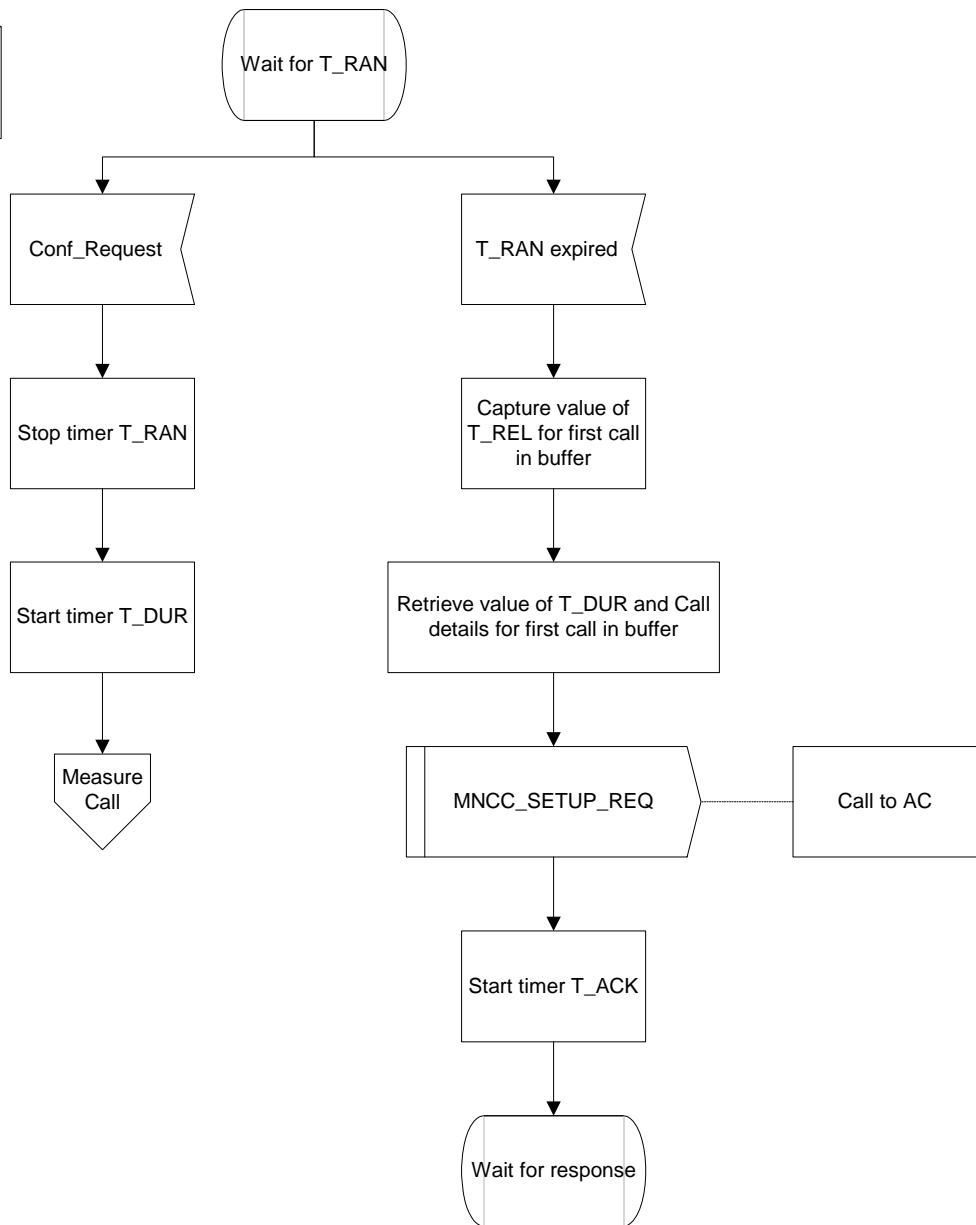 Wait for T_RAN
Conf_Request
T_RAN expired
Stop timer T_RAN
Capture value of
T_REL for first call
in buffer
Start timer T_DUR
Retrieve value of T_DUR and Call
details for first call in buffer
Measure
Call
MNCC_SETUP_REQ
Call to AC
Start timer T_ACK
Wait for response